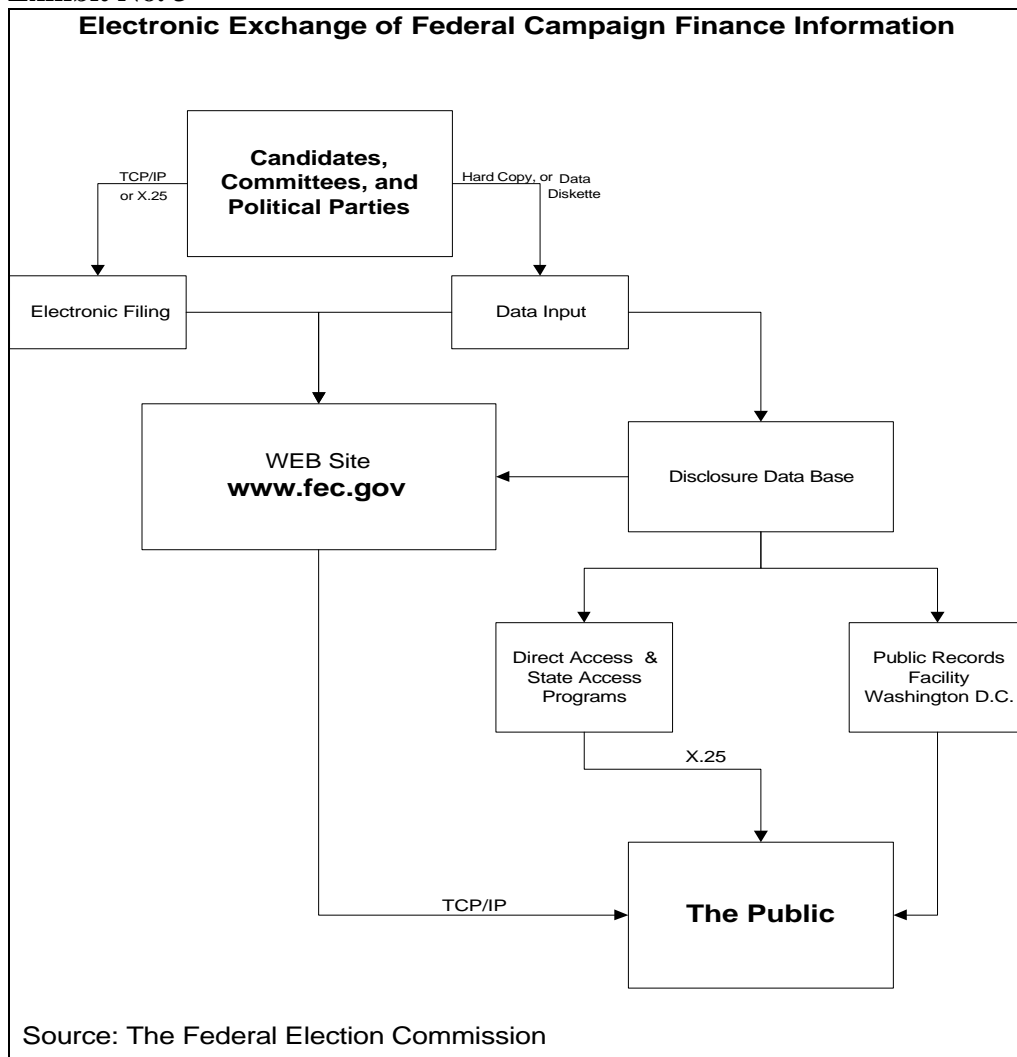 Electronic Exchange of Federal Campaign Finance Information
Candidates,
Committees, and
Political Parties
TCP/IP
or X.25
Hard Copy, or Data
Diskette
Electronic Filing
Data Input
WEB Site
www.fec.gov
Disclosure Data Base
Direct Access & 
State Access
Programs
Public Records
Facility
Washington D.C.
X.25
TCP/IP
The Public
Source: The Federal Election Commission